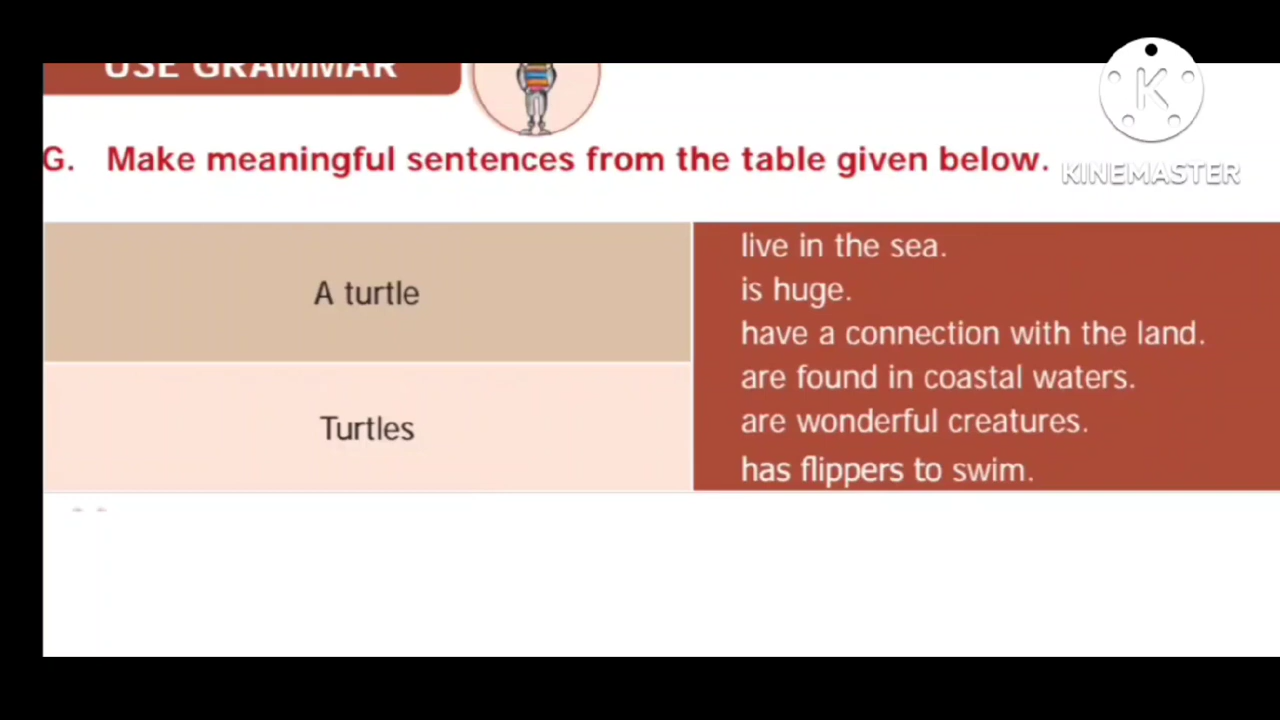 USE GRAMMAR
K
KINEMASTER
G. Make meaningful sentences from the table given below.
A turtle
Turtles
live in the sea.
is huge.
have a connection with the land.
are found in coastal waters.
are wonderful creatures.
has flippers to swim.